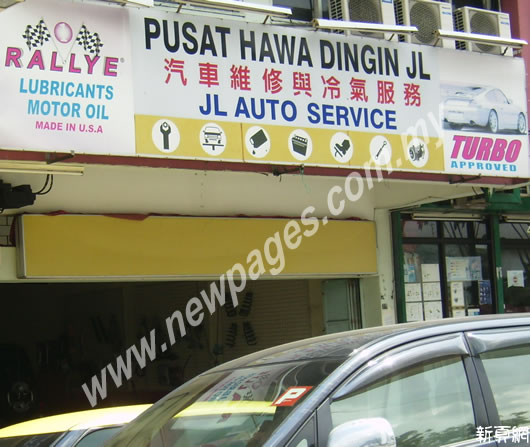 RALLYE®
LUBRICANTS
MOTOR OIL
MADE IN U.S.A
PUSAT HAWA DINGIN JL
汽車維修與冷氣服務
JL AUTO SERVICE
TURBO
APPROVED
www.newpages.com.my
P
新頁網